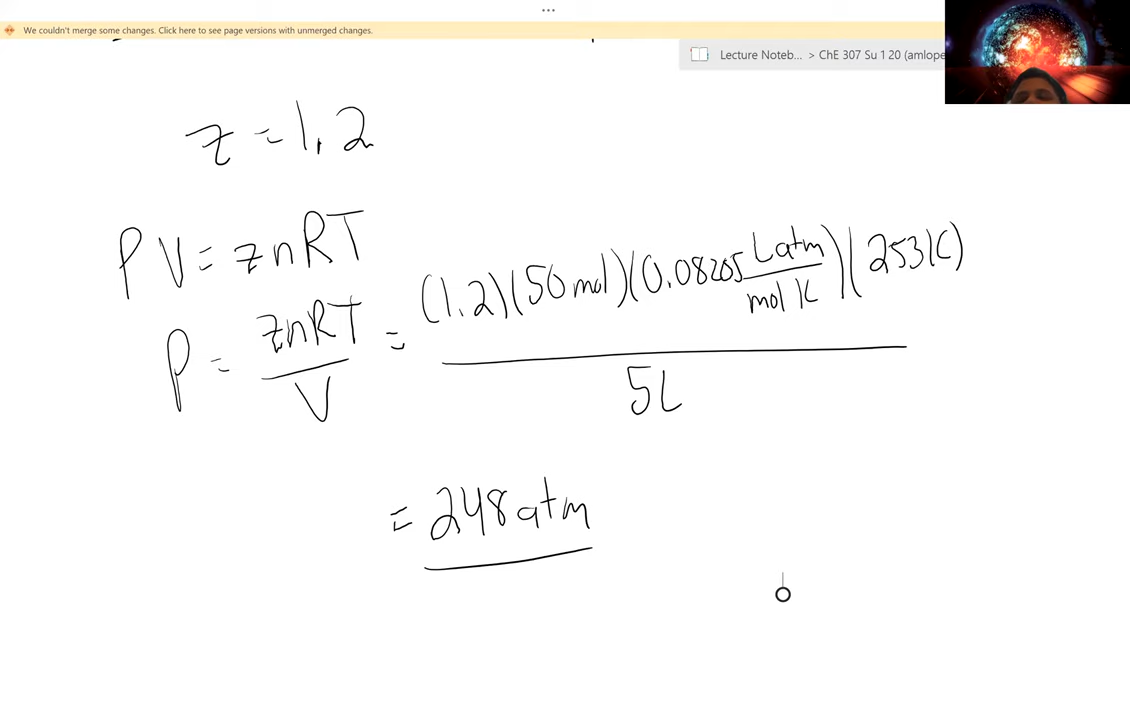 We couldn't merge some changes. Click here to see page versions with unmerged changes.
Lecture Noteb... > ChE 307 Su 1 20 (amlope
z = 1.2
PV = znRT
P = znRT / V = (1.2)(50 mol)(0.08205 L atm / mol K)(253 K) / 5L
= 248 atm